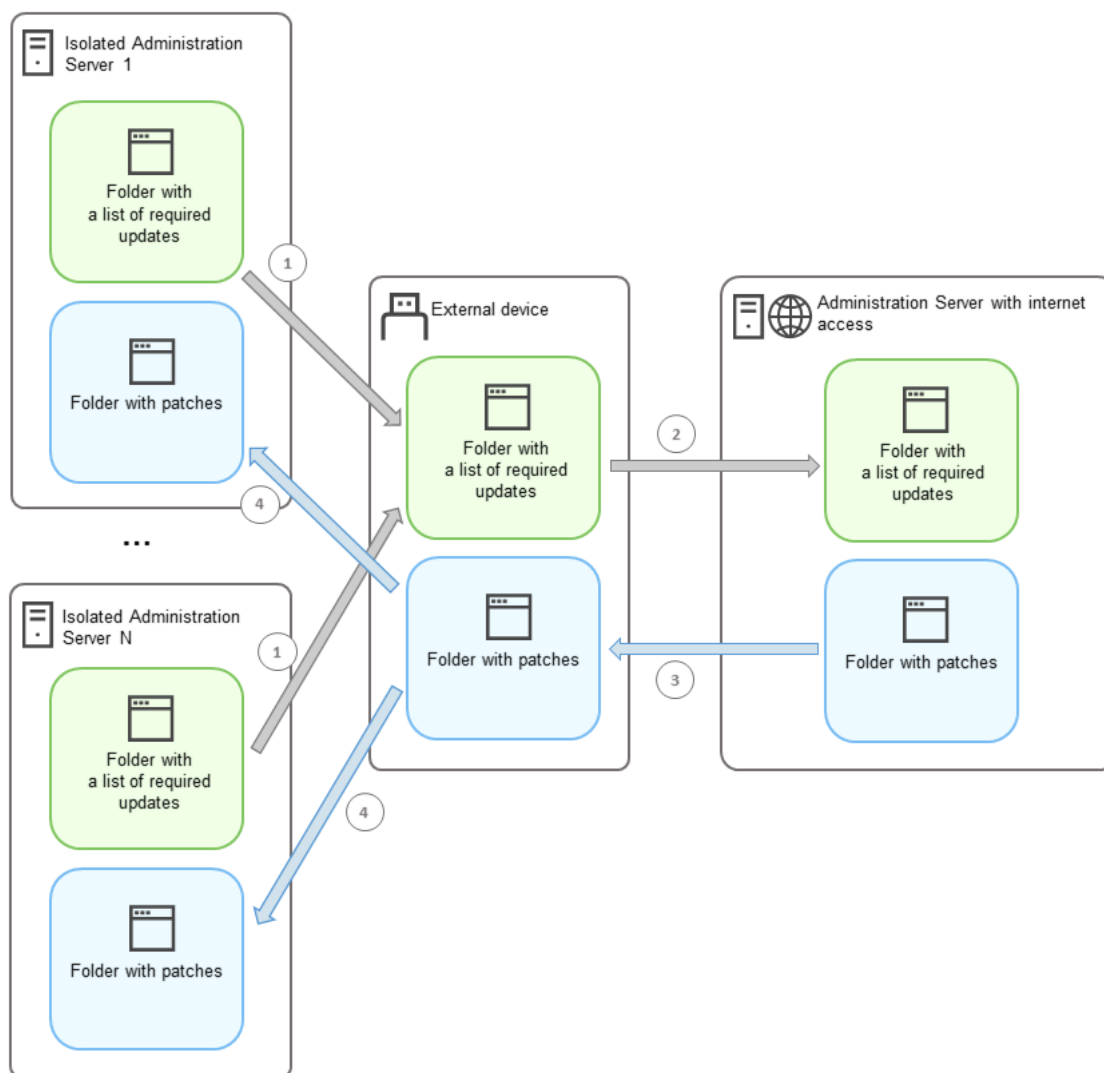 Isolated Administration
Server 1
Folder with
a list of required
updates
1
Folder with patches
4
...
Isolated Administration
Server N
Folder with
a list of required
updates
1
Folder with patches
4
External device
Folder with
a list of required
updates
Folder with patches
2
3
Administration Server with internet
access
Folder with
a list of required
updates
Folder with patches